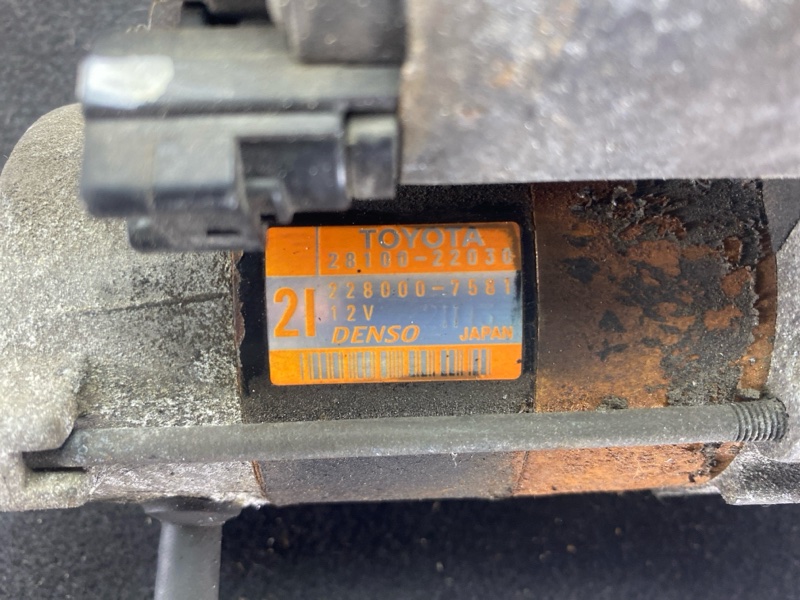 TOYOTA
28100-22030
21 228000-7581
12V
DENSO JAPAN